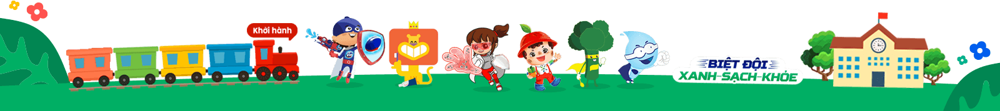 Khởi hành
BIỆT ĐỘI
XANH-SẠCH-KHỎE